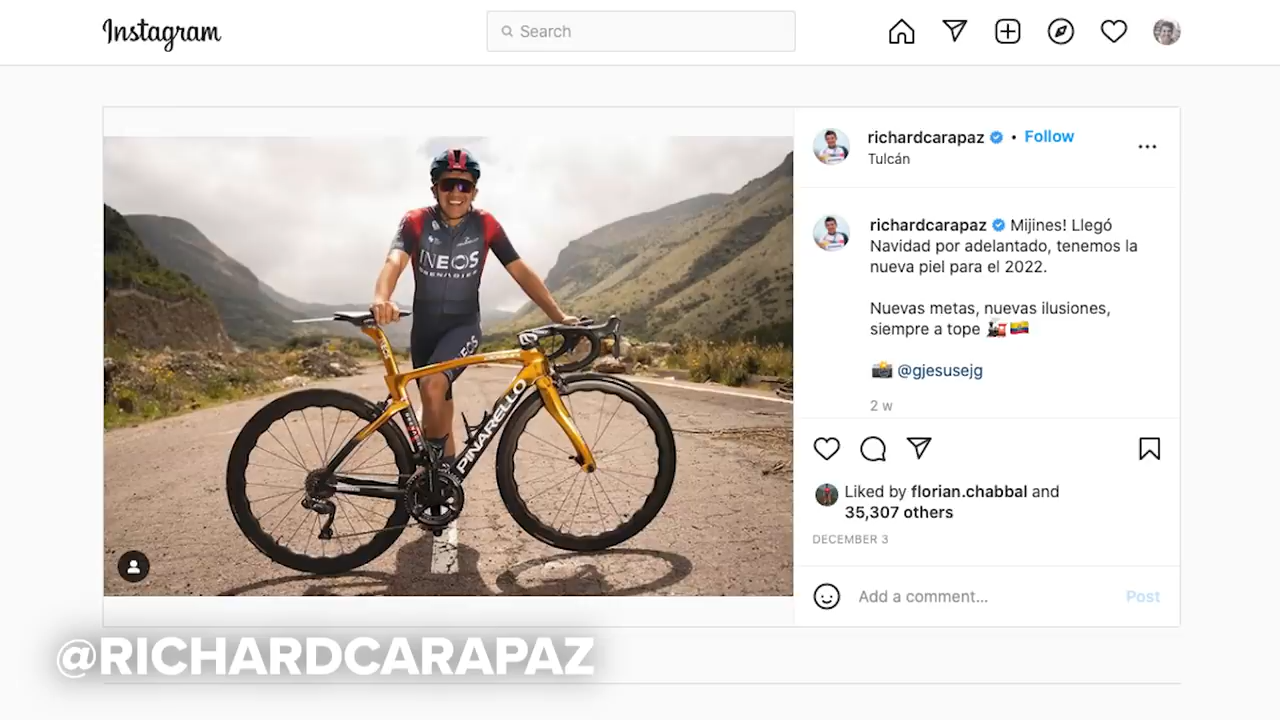 Instagram
Search
richardcarapaz • Follow
Tulcán
richardcarapaz Mijines! Llegó
Navidad por adelantado, tenemos la
nueva piel para el 2022.
Nuevas metas, nuevas ilusiones,
siempre a tope 🚂🇪🇨
📸 @gjesusejg
2 w
INEOS
GRENADIERS
INEOS
PINARELLO
Liked by florian.chabbal and
35,307 others
DECEMBER 3
Add a comment... Post
@RICHARDCARAPAZ